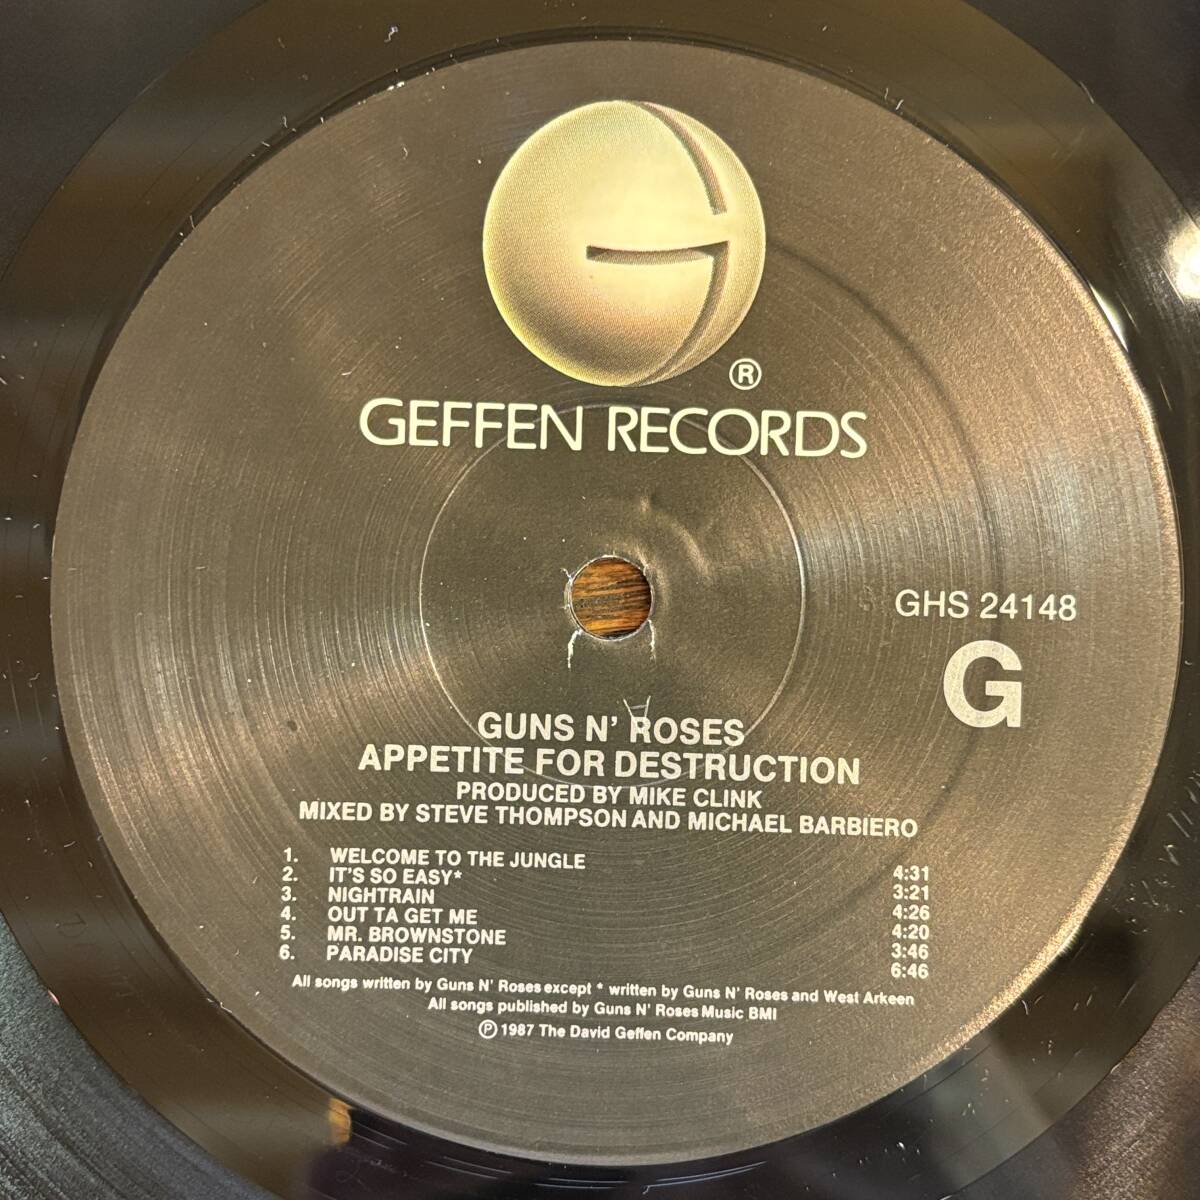 ®
GEFFEN RECORDS
GHS 24148
G
GUNS N' ROSES
APPETITE FOR DESTRUCTION
PRODUCED BY MIKE CLINK
MIXED BY STEVE THOMPSON AND MICHAEL BARBIERO
1. WELCOME TO THE JUNGLE 4:31
2. IT'S SO EASY* 3:21
3. NIGHTRAIN 4:26
4. OUT TA GET ME 4:20
5. MR. BROWNSTONE 3:46
6. PARADISE CITY 6:46
All songs written by Guns N' Roses except * written by Guns N' Roses and West Arkeen
All songs published by Guns N' Roses Music BMI
℗ 1987 The David Geffen Company